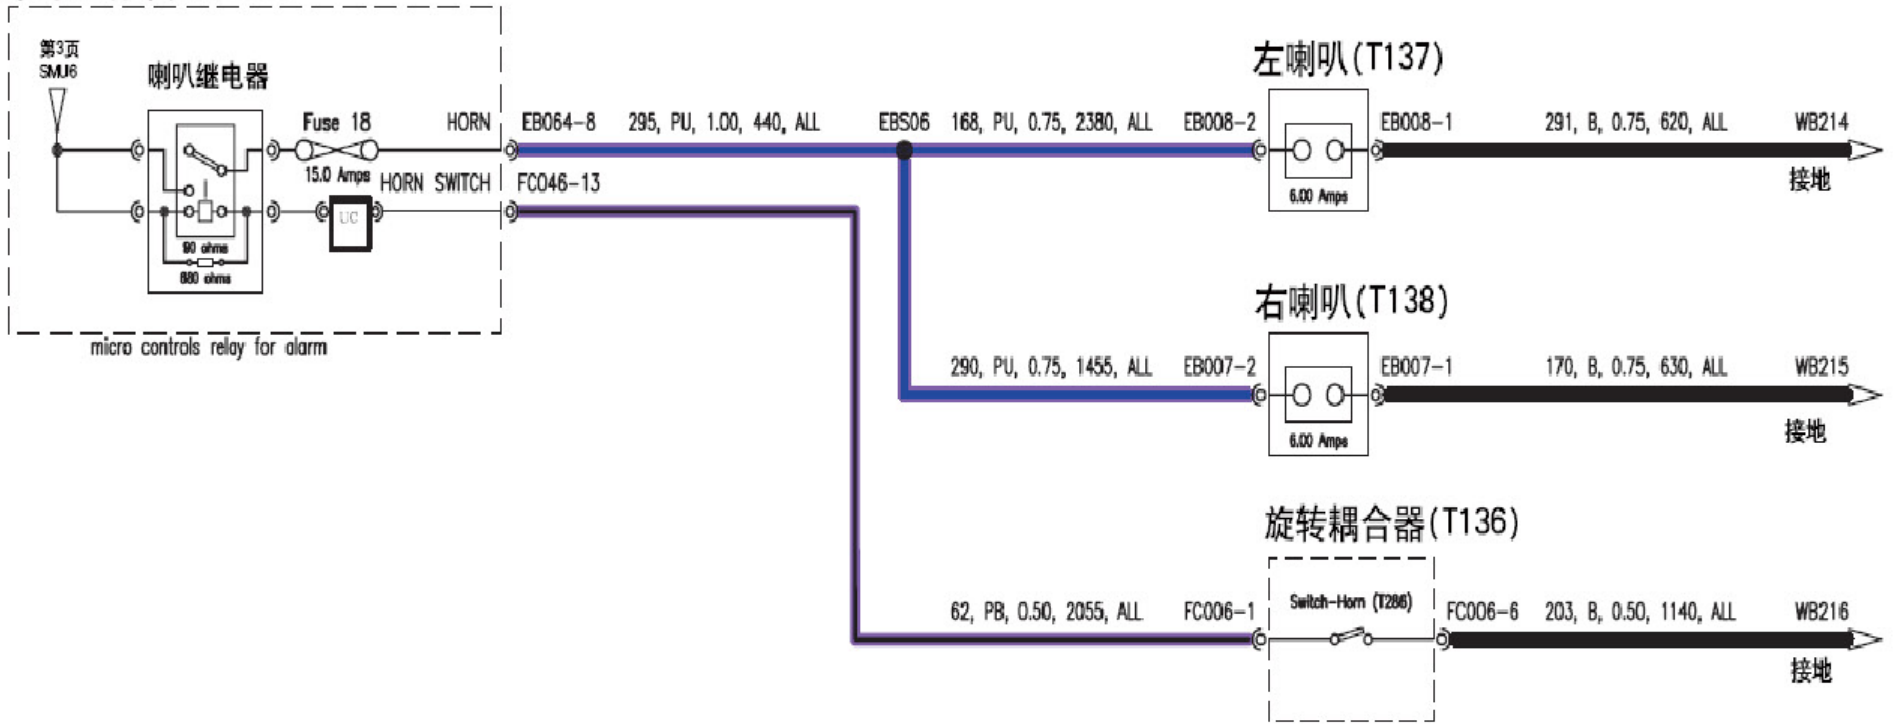 第3页
SMU6
喇叭继电器
Fuse 18
15.0 Amps
HORN
HORN SWITCH
UC
90 ohms
680 ohms
micro controls relay for alarm
EB064-8
295, PU, 1.00, 440, ALL
EBS06
168, PU, 0.75, 2380, ALL
EB008-2
左喇叭(T137)
6.00 Amps
EB008-1
291, B, 0.75, 620, ALL
WB214
接地
FC046-13
290, PU, 0.75, 1455, ALL
EB007-2
右喇叭(T138)
6.00 Amps
EB007-1
170, B, 0.75, 630, ALL
WB215
接地
62, PB, 0.50, 2055, ALL
FC006-1
旋转耦合器(T136)
Switch-Horn (T286)
FC006-6
203, B, 0.50, 1140, ALL
WB216
接地